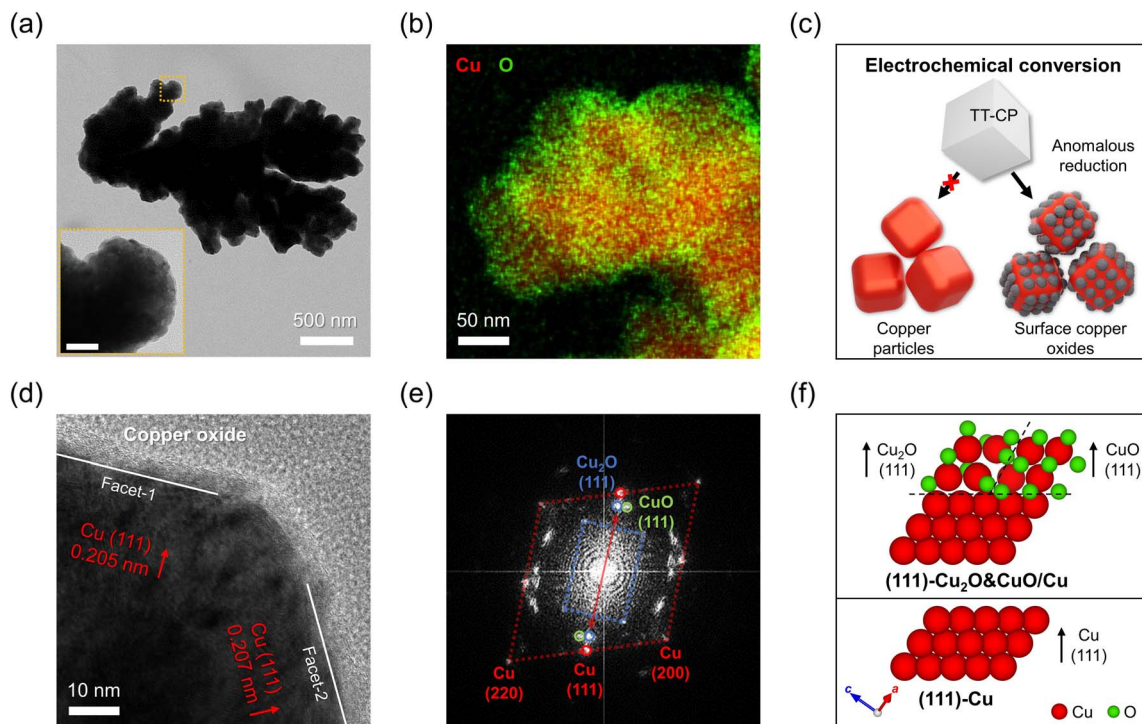 (a)
500 nm
(b)
Cu O
50 nm
(c)
Electrochemical conversion
TT-CP
Anomalous
reduction
Copper
particles
Surface copper
oxides
(d)
Copper oxide
Facet-1
Cu (111)
0.205 nm
Cu (111)
0.207 nm
Facet-2
10 nm
(e)
Cu₂O
(111)
CuO
(111)
Cu
(220)
Cu
(111)
Cu
(200)
(f)
Cu₂O
(111)
CuO
(111)
(111)-Cu₂O&CuO/Cu
Cu
(111)
(111)-Cu
c
a
Cu
O